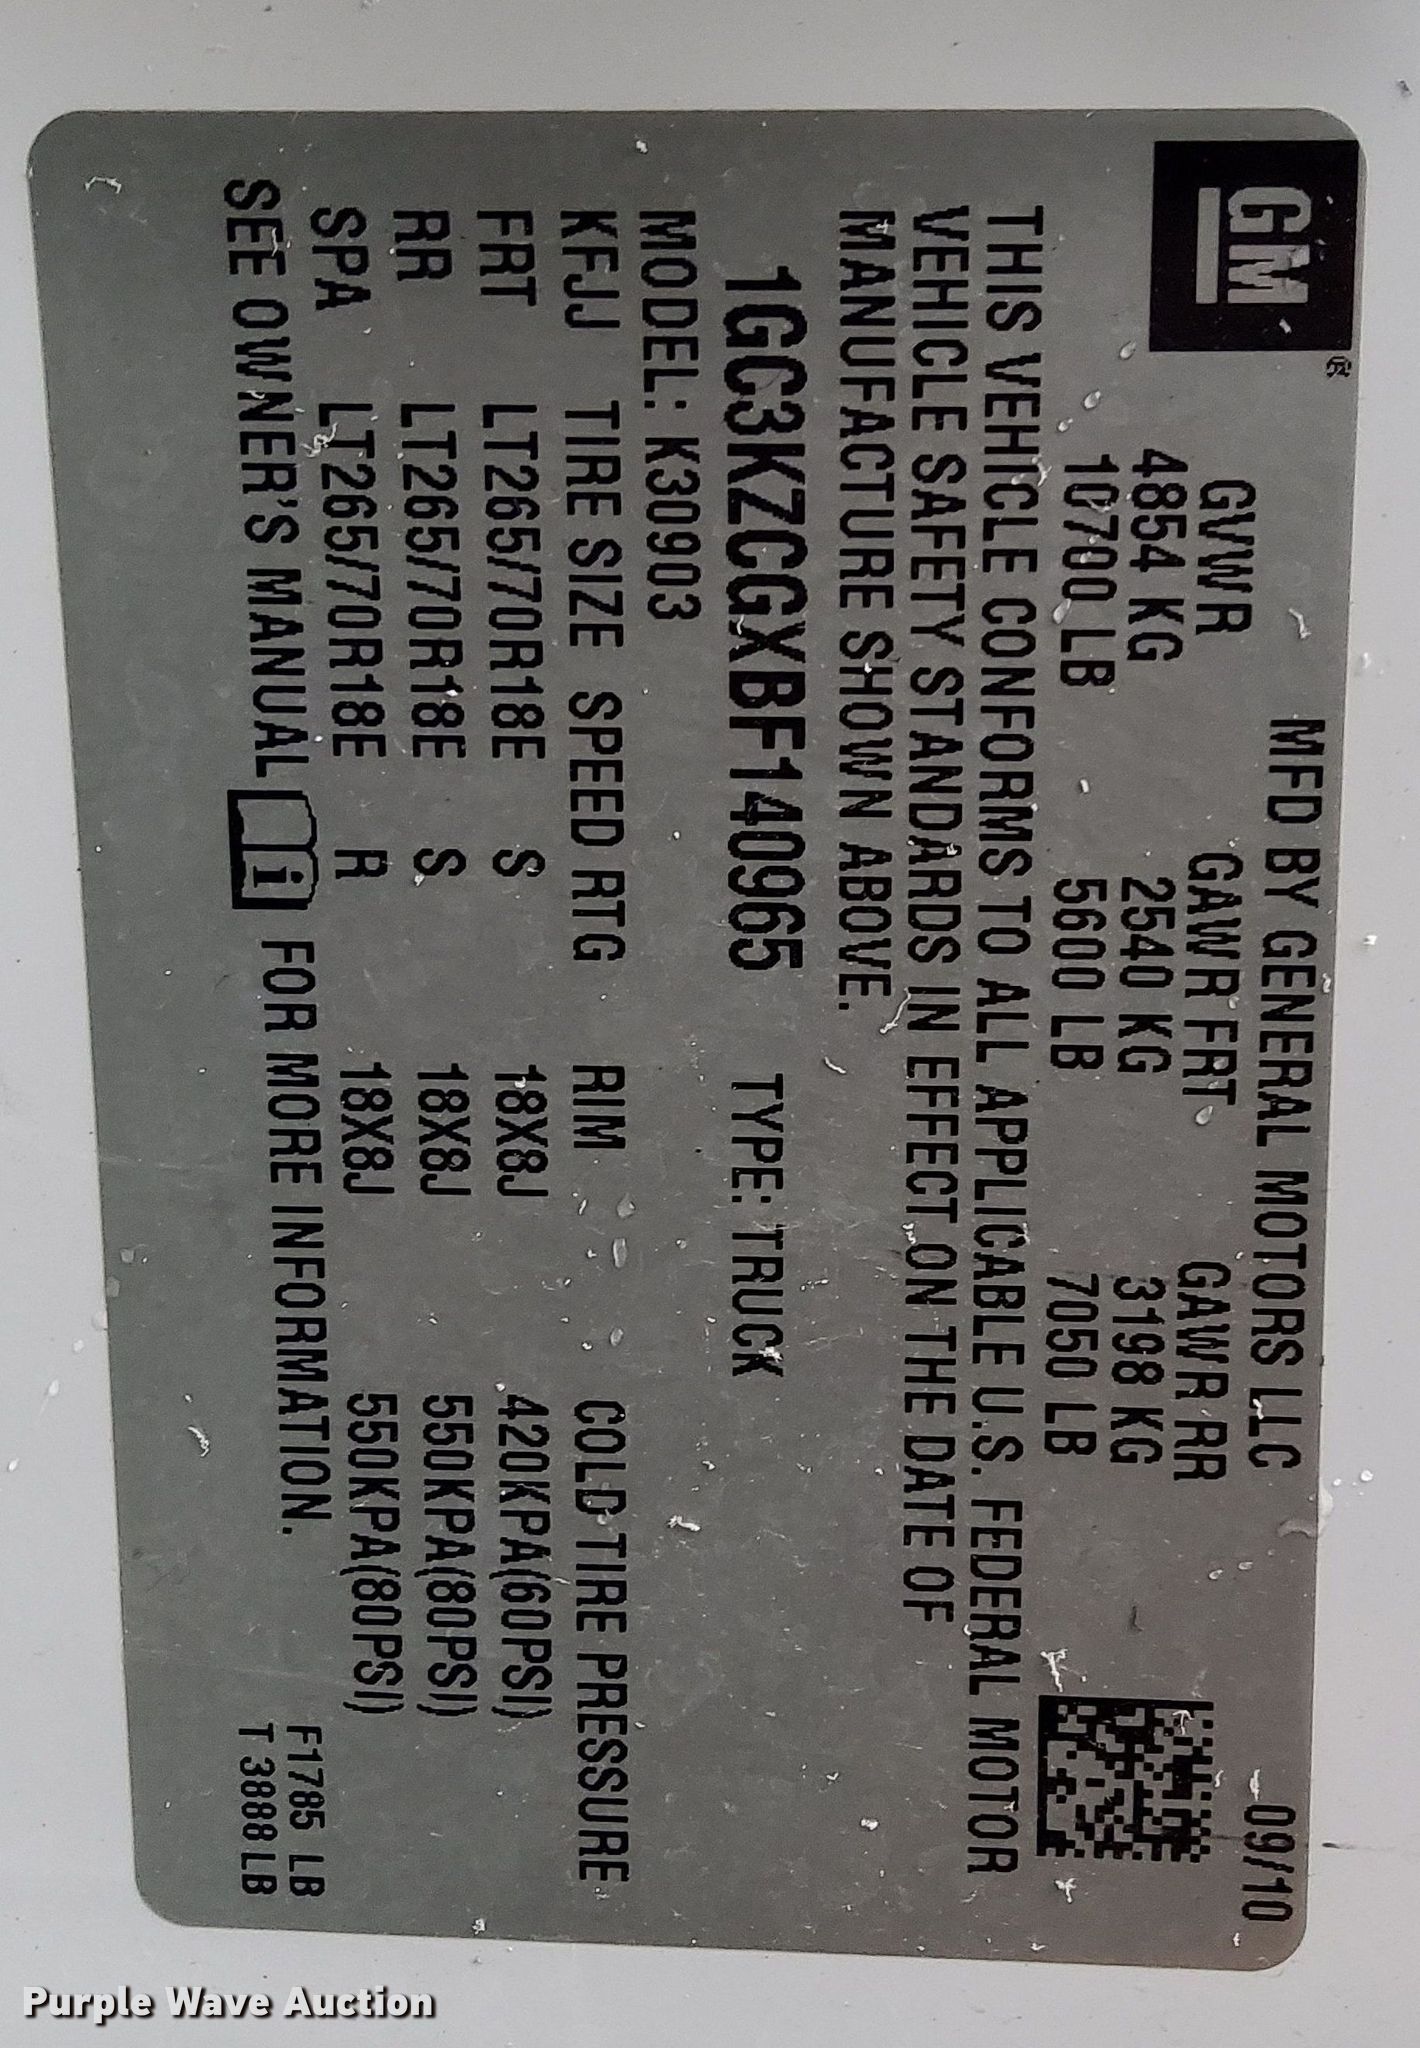 GM®
MFD BY GENERAL MOTORS LLC 09/10
GVWR GAWR FRT GAWR RR
4854 KG 2540 KG 3198 KG
10700 LB 5600 LB 7050 LB
THIS VEHICLE CONFORMS TO ALL APPLICABLE U.S. FEDERAL MOTOR
VEHICLE SAFETY STANDARDS IN EFFECT ON THE DATE OF
MANUFACTURE SHOWN ABOVE.
1GC3KZCGXBF140965 TYPE: TRUCK
MODEL: K30903
KFJJ TIRE SIZE SPEED RTG RIM COLD TIRE PRESSURE
FRT LT265/70R18E S 18X8J 420KPA(60PSI)
RR LT265/70R18E S 18X8J 550KPA(80PSI)
SPA LT265/70R18E R 18X8J 550KPA(80PSI)
SEE OWNER'S MANUAL i FOR MORE INFORMATION.
F1785 LB
T 3888LB
Purple Wave Auction